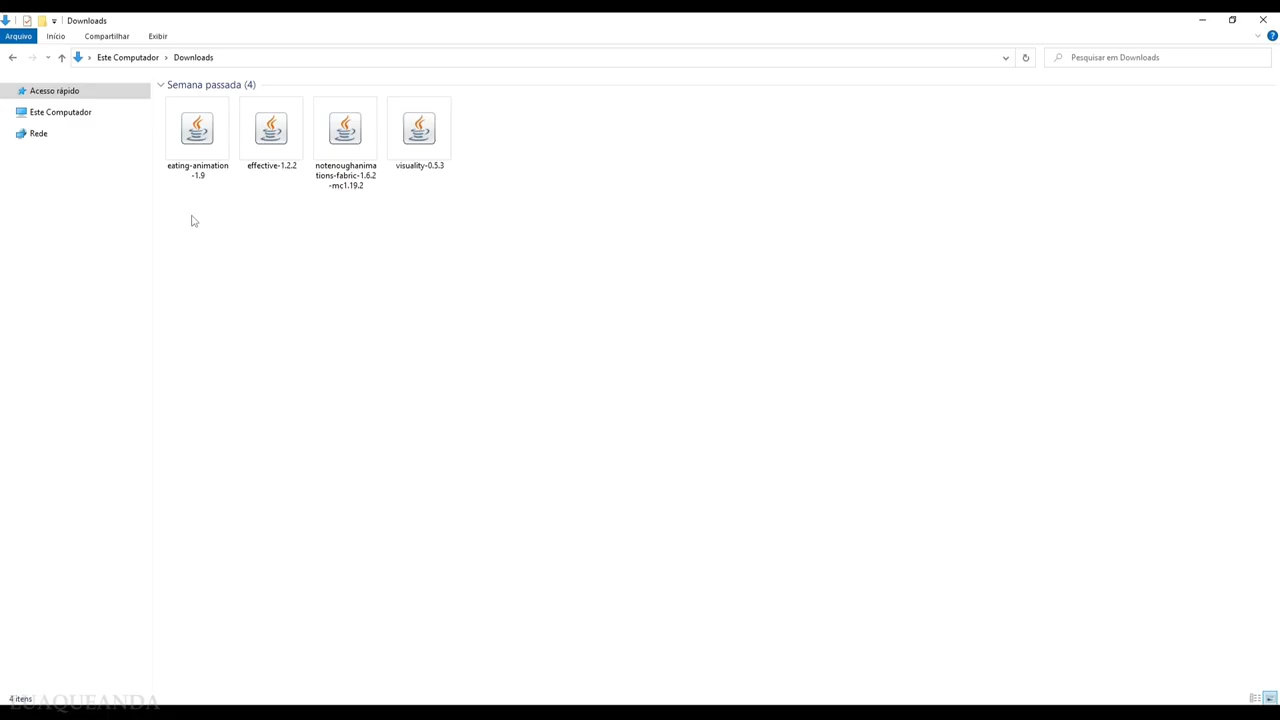 Downloads
Arquivo
Início
Compartilhar
Exibir
Este Computador
Downloads
Pesquisar em Downloads
Acesso rápido
Este Computador
Rede
Semana passada (4)
eating-animation
-1.9
effective-1.2.2
notenoughanima
tions-fabric-1.6.2
-mc1.19.2
visuality-0.5.3
4 itens
LUAQUEANDA